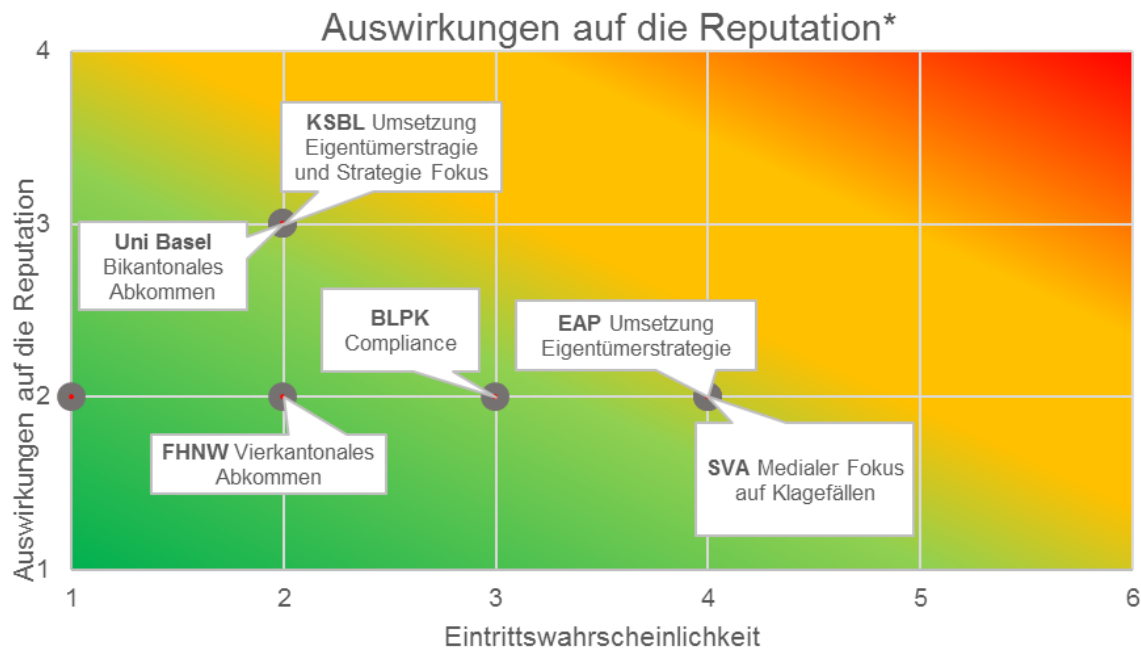 Auswirkungen auf die Reputation*
Auswirkungen auf die Reputation
4
3
2
1
KSBL Umsetzung
Eigentümerstragie
und Strategie Fokus
Uni Basel
Bikantonales
Abkommen
BLPK
Compliance
EAP Umsetzung
Eigentümerstrategie
FHNW Vierkantonales
Abkommen
SVA Medialer Fokus
auf Klagefällen
1 2 3 4 5 6
Eintrittswahrscheinlichkeit